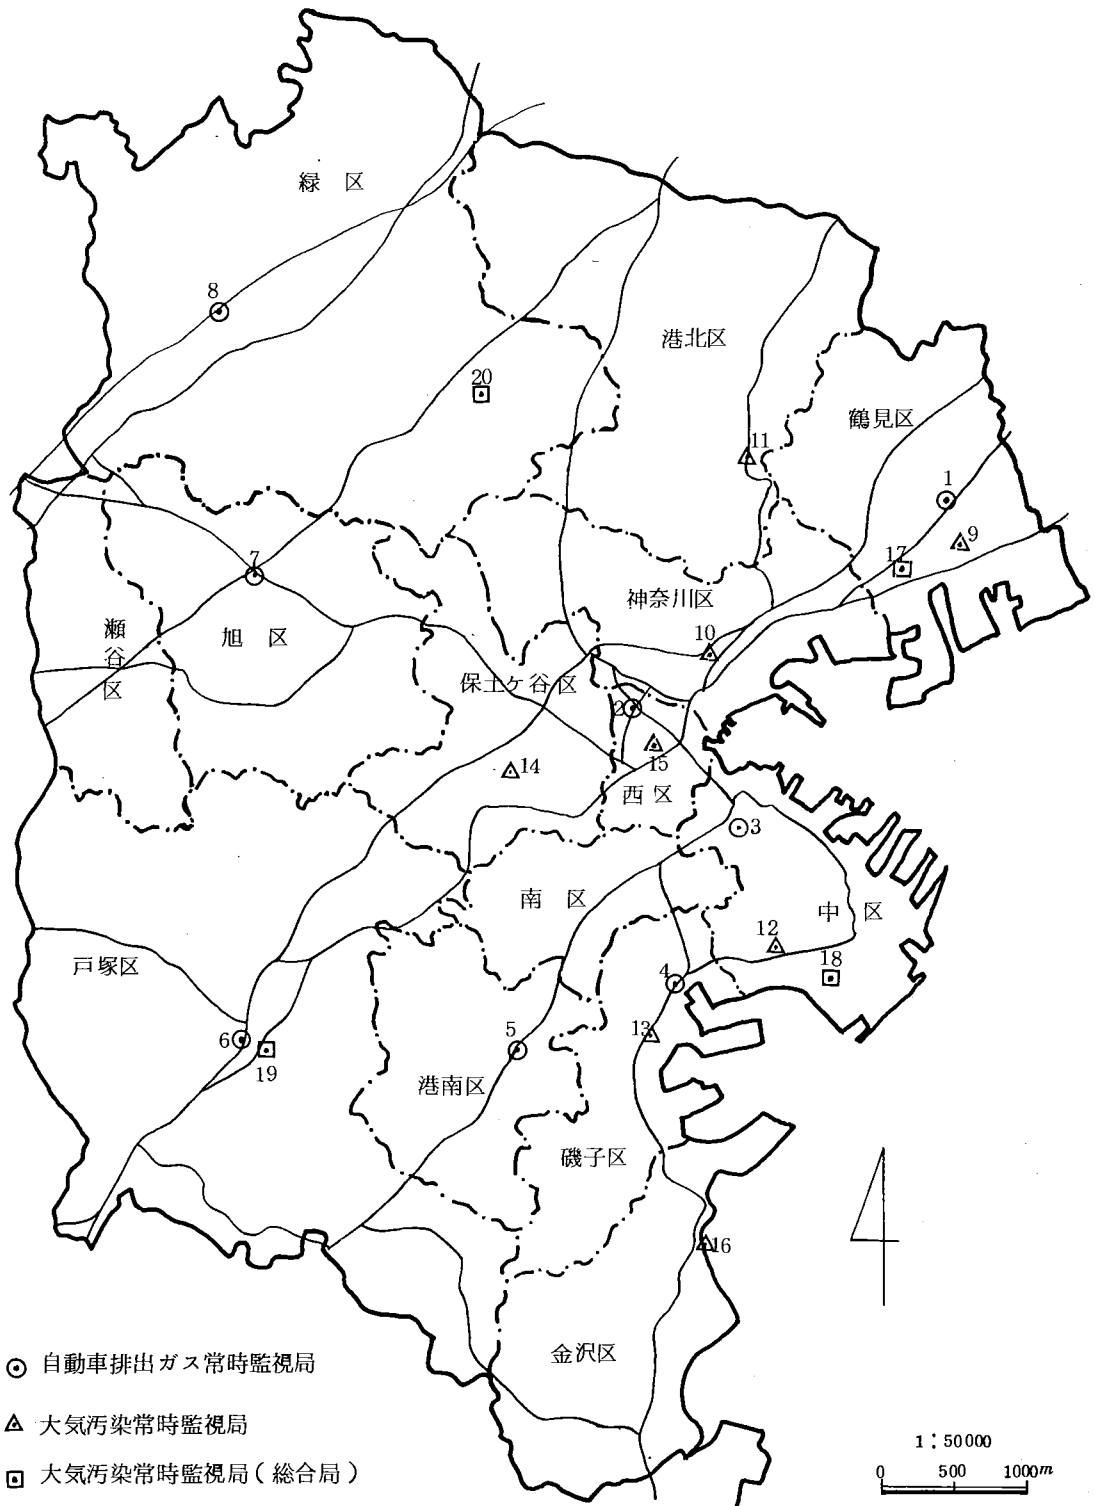 緑 区
8
港北区
20
鶴見区
11
1
9
17
7
神奈川区
瀬谷区
旭 区
10
保土ヶ谷区
2
14
15
西区
3
南 区
中 区
12
18
戸塚区
4
13
5
6
19
港南区
磯子区
16
金沢区
自動車排出ガス常時監視局
大気汚染常時監視局
大気汚染常時監視局(総合局)
1:50000
0 500 1000m